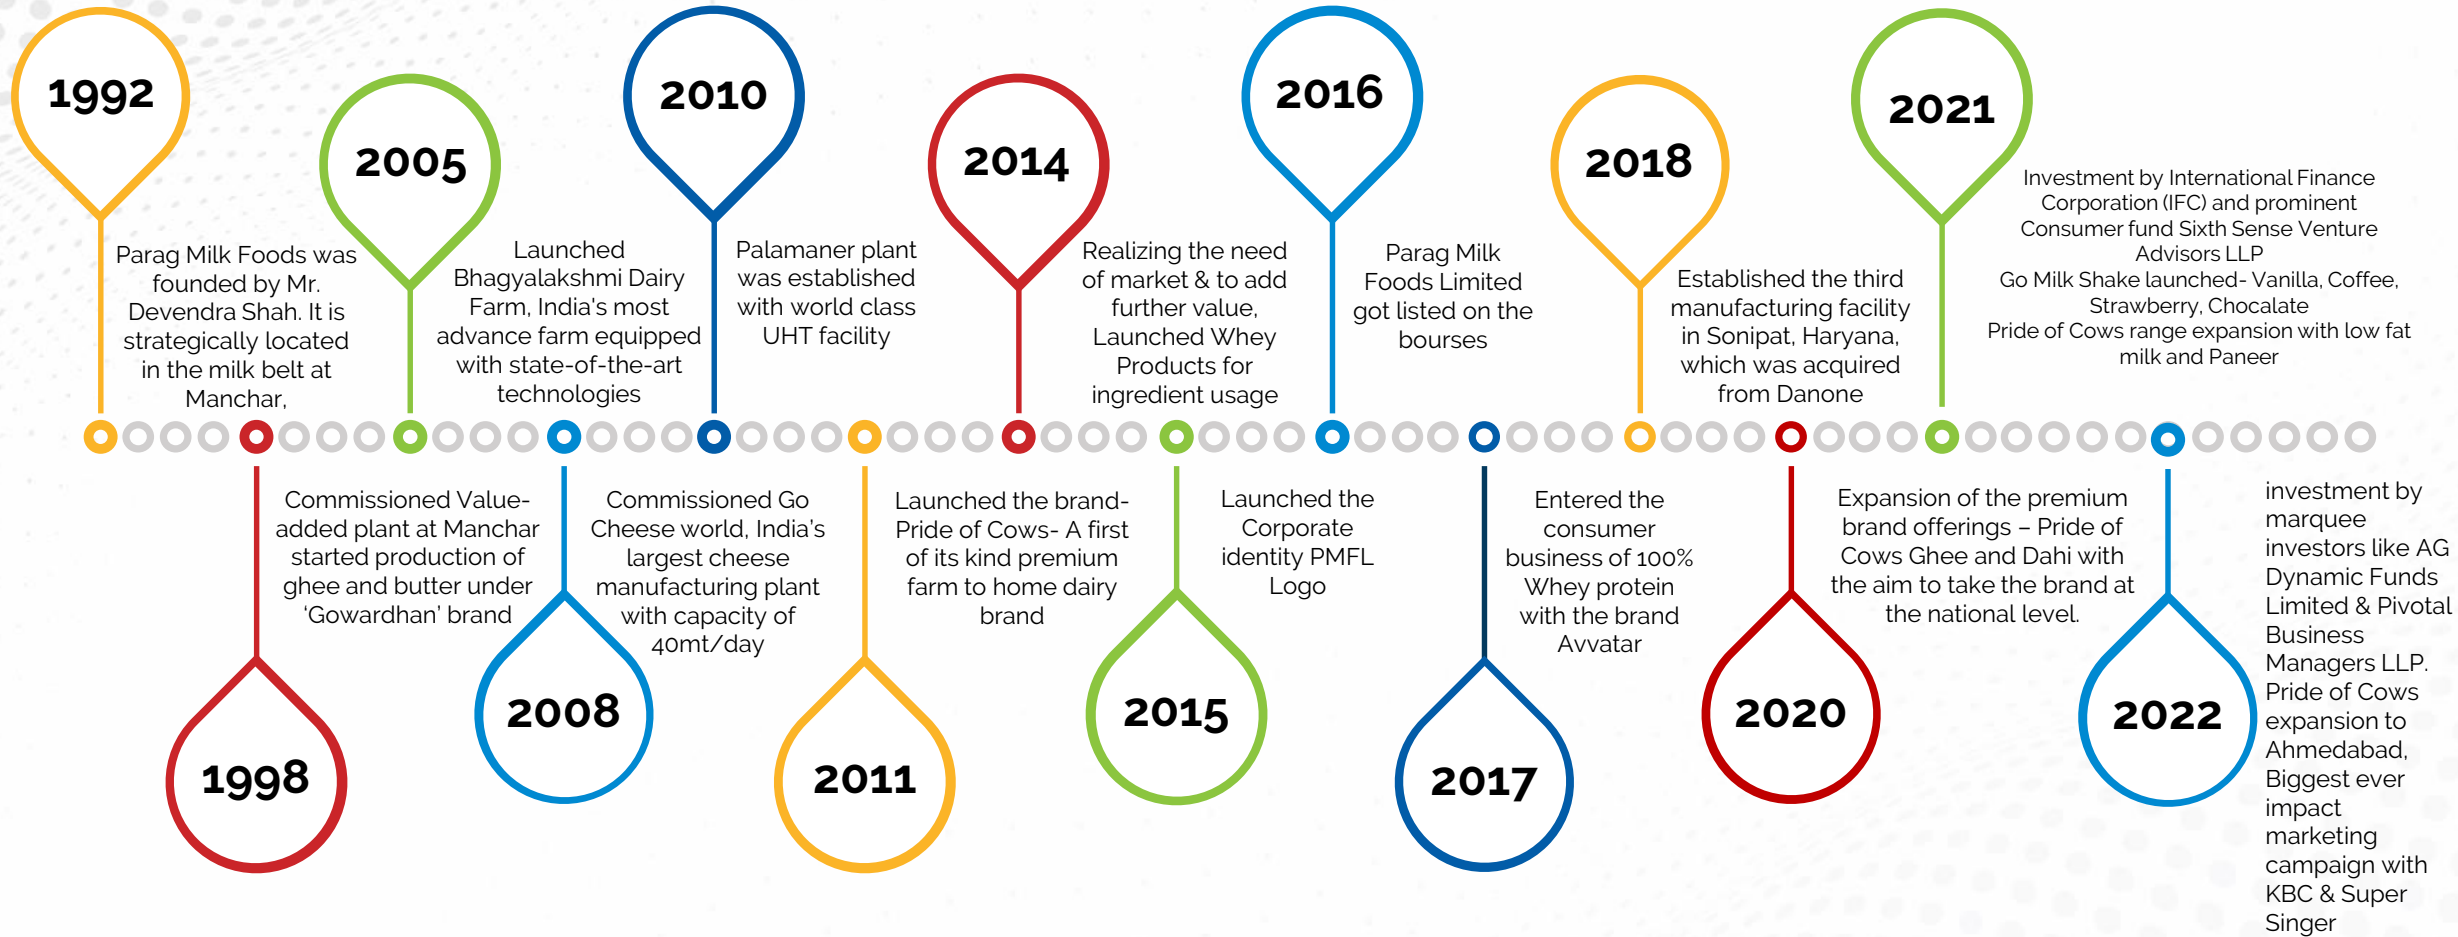 1992
Parag Milk Foods was
founded by Mr.
Devendra Shah. It is
strategically located
in the milk belt at
Manchar,
1998
Commissioned Value-
added plant at Manchar
started production of
ghee and butter under
‘Gowardhan’ brand
2005
Launched
Bhagyalakshmi Dairy
Farm, India's most
advance farm equipped
with state-of-the-art
technologies
2008
Commissioned Go
Cheese world, India’s
largest cheese
manufacturing plant
with capacity of
40mt/day
2010
Palamaner plant
was established
with world class
UHT facility
2011
Launched the brand-
Pride of Cows- A first
of its kind premium
farm to home dairy
brand
2014
Realizing the need
of market & to add
further value,
Launched Whey
Products for
ingredient usage
2015
Launched the
Corporate
identity PMFL
Logo
2016
Parag Milk
Foods Limited
got listed on the
bourses
2017
Entered the
consumer
business of 100%
Whey protein
with the brand
Avvatar
2018
Established the third
manufacturing facility
in Sonipat, Haryana,
which was acquired
from Danone
2020
Expansion of the premium
brand offerings – Pride of
Cows Ghee and Dahi with
the aim to take the brand at
the national level.
2021
Investment by International Finance
Corporation (IFC) and prominent
Consumer fund Sixth Sense Venture
Advisors LLP
Go Milk Shake launched- Vanilla, Coffee,
Strawberry, Chocalate
Pride of Cows range expansion with low fat
milk and Paneer
2022
investment by
marquee
investors like AG
Dynamic Funds
Limited & Pivotal
Business
Managers LLP.
Pride of Cows
expansion to
Ahmedabad,
Biggest ever
impact
marketing
campaign with
KBC & Super
Singer